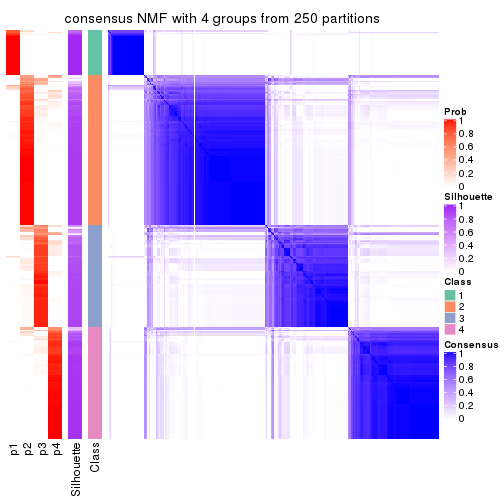 consensus NMF with 4 groups from 250 partitions
Prob
1
0.8
0.6
0.4
0.2
0
Silhouette
1
0.8
0.6
0.4
0.2
0
Class
1
2
3
4
Consensus
1
0.8
0.6
0.4
0.2
0
p1
p2
p3
p4
Silhouette
Class